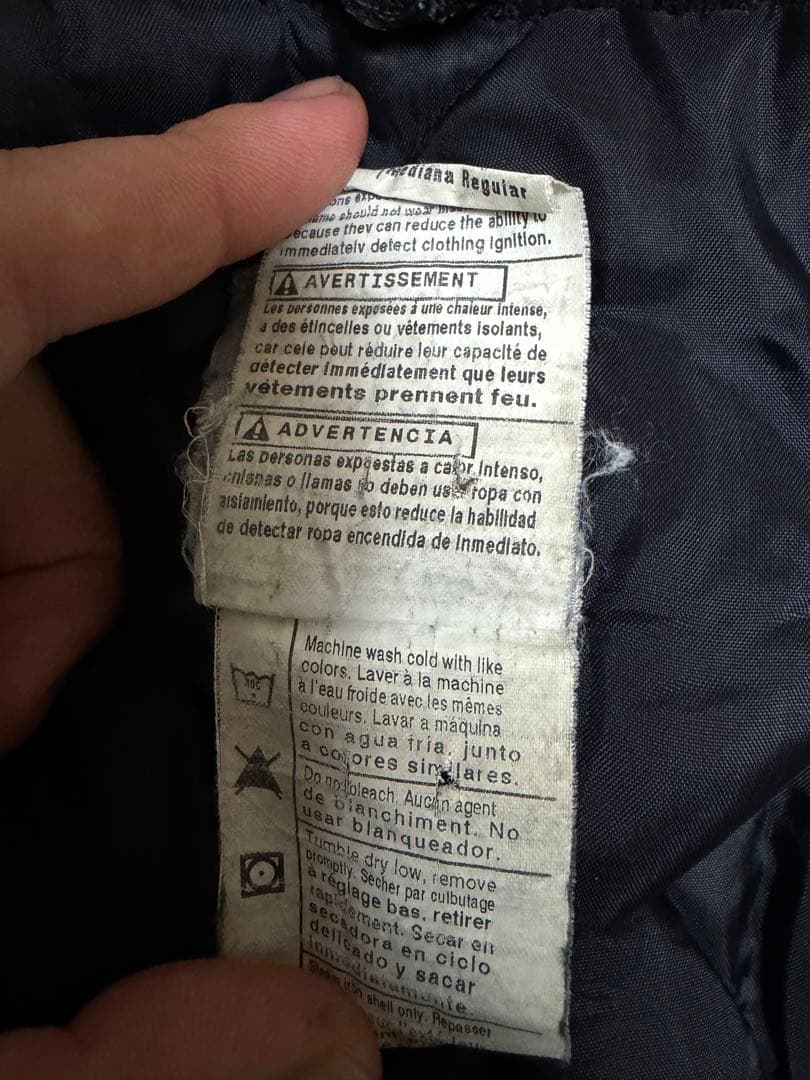 Mediana Regular
should not wear
because they can reduce the ability to
immediately detect clothing ignition.
AVERTISSEMENT
Les personnes exposées à une chaleur intense,
à des étincelles ou vêtements isolants,
car cele peut réduire leur capacité de
détecter immédiatement que leurs
vêtements prennent feu.
ADVERTENCIA
Las personas expuestas a calor intenso,
chispas o llamas no deben usar ropa con
aislamiento, porque esto reduce la habilidad
de detectar ropa encendida de inmediato.
Machine wash cold with like
colors. Laver à la machine
à l'eau froide avec les mêmes
couleurs. Lavar a máquina
con agua fría, junto
a colores similares.
Do not bleach. Aucun agent
de blanchiment. No
usar blanqueador.
Tumble dry low, remove
promptly. Secher par culbutage
à réglage bas, retirer
rapidement. Secar en
secadora en ciclo
delicado y sacar
inmediatamente.
Steam iron shell only. Repasser